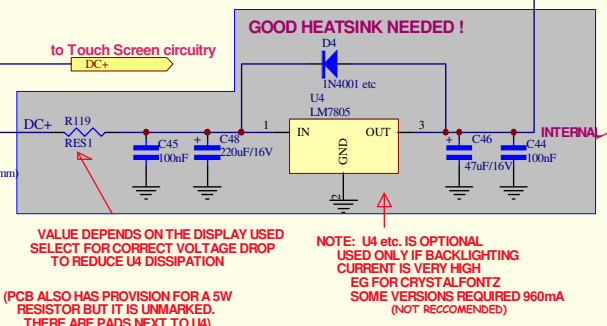 GOOD HEATSINK NEEDED !
to Touch Screen circuitry
DC+
D4
1N4001 etc
U4
LM7805
DC+
R119
RES1
C45
100nF
+
C48
220uF/16V
1
IN
OUT
GND
2
3
+
C46
47uF/16V
C44
100nF
INTERNAL
mm)
VALUE DEPENDS ON THE DISPLAY USED
SELECT FOR CORRECT VOLTAGE DROP
TO REDUCE U4 DISSIPATION
NOTE: U4 etc. IS OPTIONAL
USED ONLY IF BACKLIGHTING
CURRENT IS VERY HIGH
EG FOR CRYSTALFONTZ
SOME VERSIONS REQUIRED 960mA
(NOT RECCOMENDED)
(PCB ALSO HAS PROVISION FOR A 5W
RESISTOR BUT IT IS UNMARKED.
THERE ARE PADS NEXT TO U4)